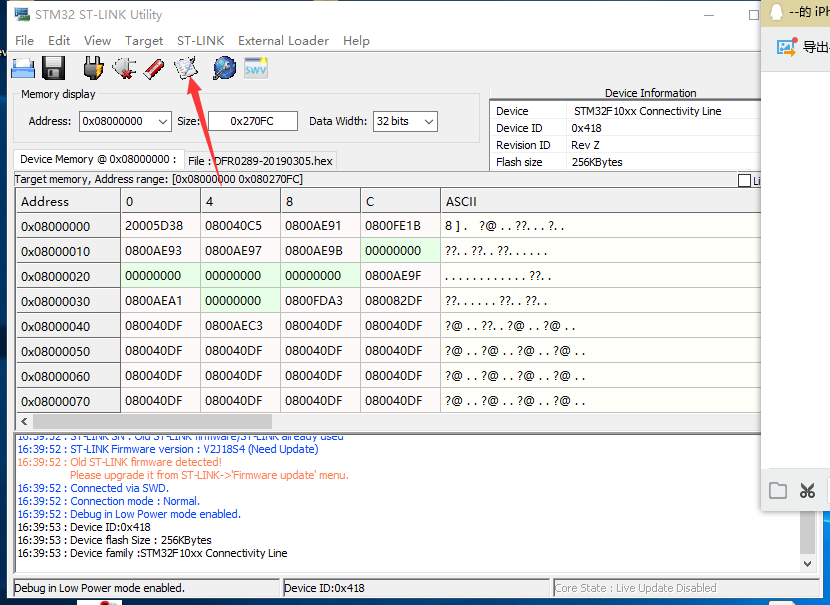 STM32 ST-LINK Utility
--的 iPh
File Edit View Target ST-LINK External Loader Help
导出
SWV
Memory display
Address: 0x08000000 Size: 0x270FC Data Width: 32 bits
Device Information
Device STM32F10xx Connectivity Line
Device ID 0x418
Revision ID Rev Z
Flash size 256KBytes
Device Memory @ 0x08000000 : File : DFR0289-20190305.hex
Target memory, Address range: [0x08000000 0x080270FC]
Li
Address 0 4 8 C ASCII
0x08000000 20005D38 080040C5 0800AE91 0800FE1B 8] . ?@ . . ??. . . ?. .
0x08000010 0800AE93 0800AE97 0800AE9B 00000000 ??. . ??. . ??. . . . . .
0x08000020 00000000 00000000 00000000 0800AE9F . . . . . . . . . . . . ??. .
0x08000030 0800AEA1 00000000 0800FDA3 080082DF ??. . . . . . ??. . ??. .
0x08000040 080040DF 0800AEC3 080040DF 080040DF ?@ . . ??. . ?@ . . ?@ . .
0x08000050 080040DF 080040DF 080040DF 080040DF ?@ . . ?@ . . ?@ . . ?@ . .
0x08000060 080040DF 080040DF 080040DF 080040DF ?@ . . ?@ . . ?@ . . ?@ . .
0x08000070 080040DF 080040DF 080040DF 080040DF ?@ . . ?@ . . ?@ . . ?@ . .
16:39:52 : ST-LINK SN : Old ST-LINK firmware/ST-LINK already used
16:39:52 : ST-LINK Firmware version : V2J18S4 (Need Update)
16:39:52 : Old ST-LINK firmware detected!
Please upgrade it from ST-LINK->'Firmware update' menu.
16:39:52 : Connected via SWD.
16:39:52 : Connection mode : Normal.
16:39:52 : Debug in Low Power mode enabled.
16:39:53 : Device ID:0x418
16:39:53 : Device flash Size : 256KBytes
16:39:53 : Device family :STM32F10xx Connectivity Line
Debug in Low Power mode enabled. Device ID:0x418 Core State : Live Update Disabled